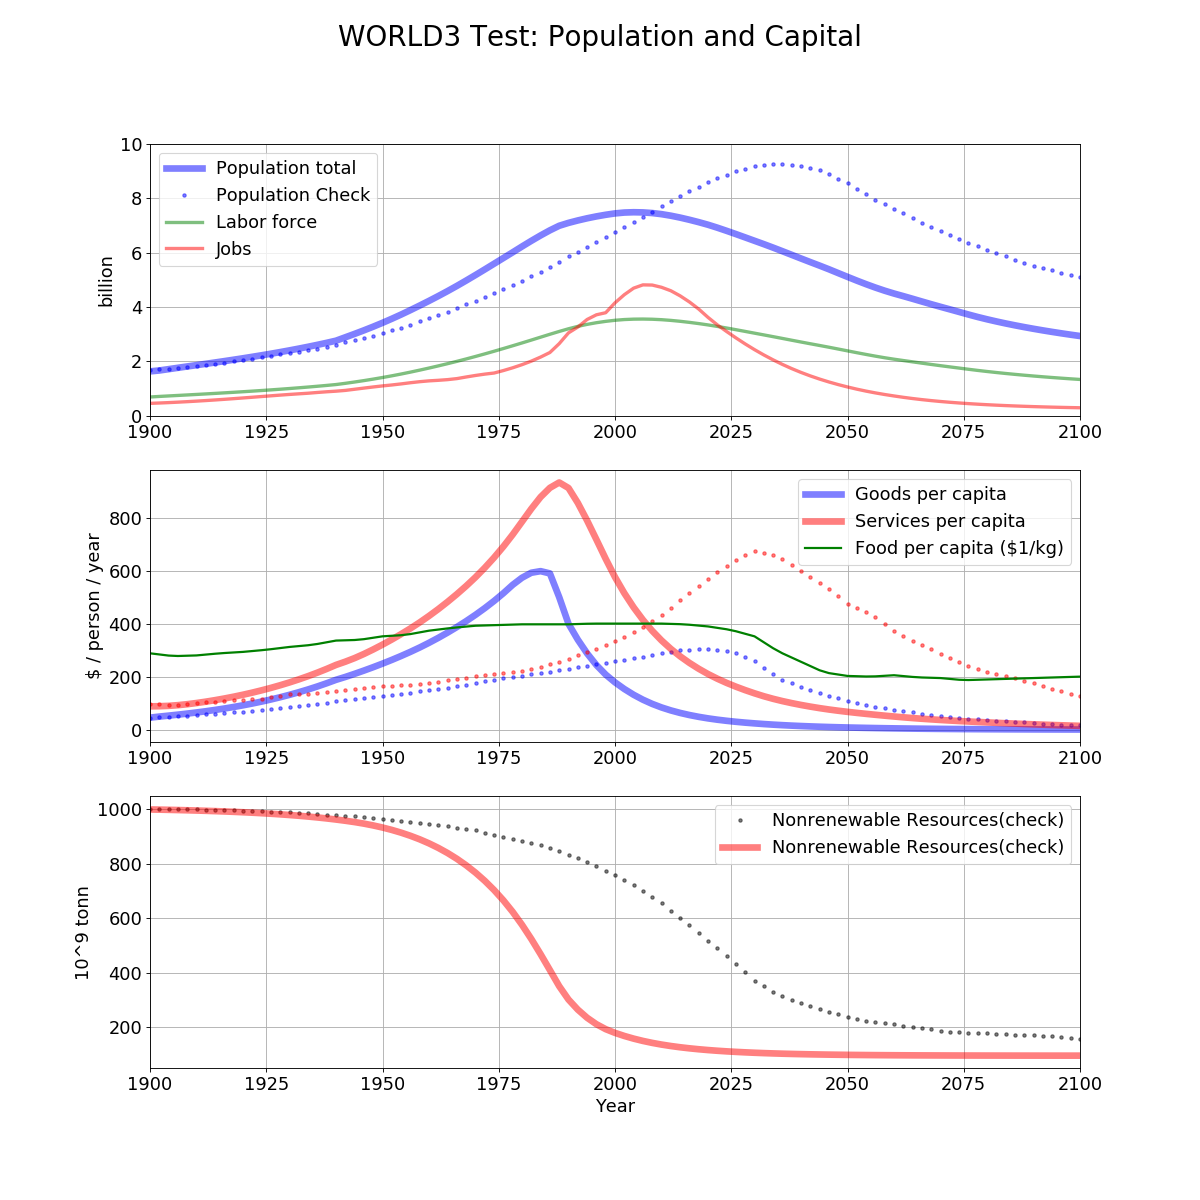 WORLD3 Test: Population and Capital
10
8
6
4
2
0
billion
Population total
Population Check
Labor force
Jobs
1900 1925 1950 1975 2000 2025 2050 2075 2100
800
600
400
200
0
$ / person / year
Goods per capita
Services per capita
Food per capita ($1/kg)
1900 1925 1950 1975 2000 2025 2050 2075 2100
1000
800
600
400
200
10^9 tonn
Nonrenewable Resources(check)
Nonrenewable Resources(check)
1900 1925 1950 1975 2000 2025 2050 2075 2100
Year